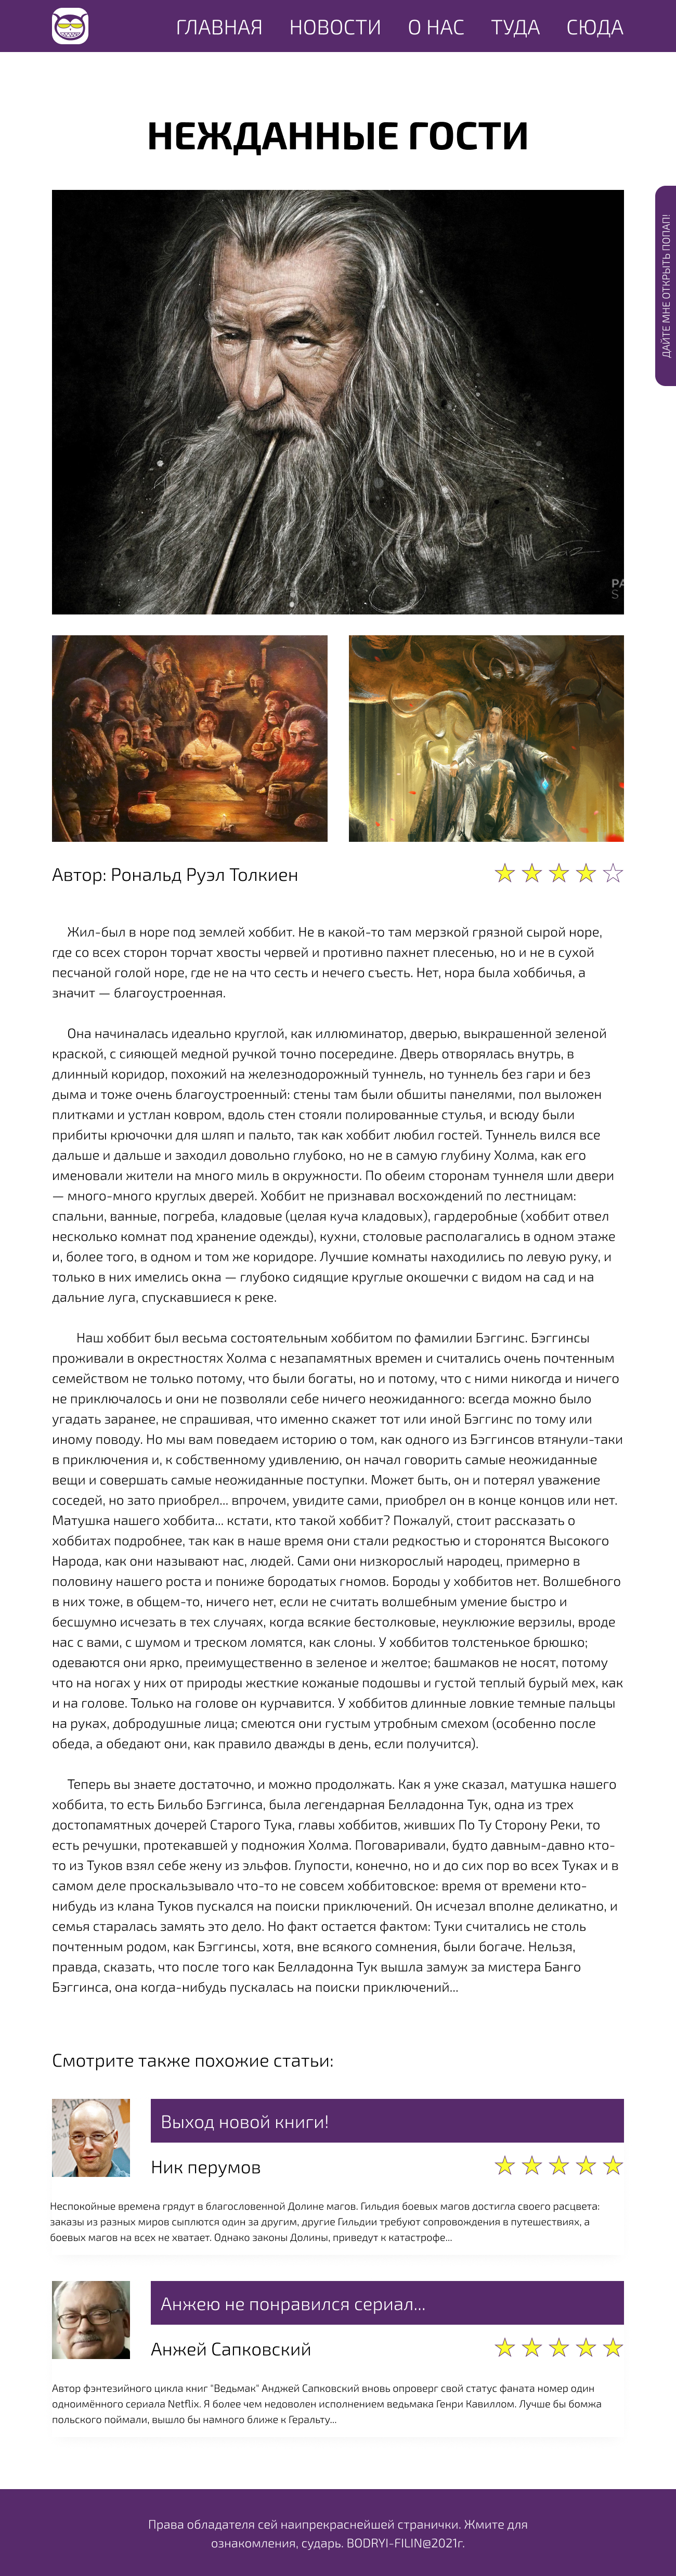 ГЛАВНАЯ НОВОСТИ О НАС ТУДА СЮДА
НЕЖДАННЫЕ ГОСТИ
ДАЙТЕ МНЕ ОТКРЫТЬ ПОПАП!
PA
S
Автор: Рональд Руэл Толкиен
Жил-был в норе под землей хоббит. Не в какой-то там мерзкой грязной сырой норе,
где со всех сторон торчат хвосты червей и противно пахнет плесенью, но и не в сухой
песчаной голой норе, где не на что сесть и нечего съесть. Нет, нора была хоббичья, а
значит — благоустроенная.
Она начиналась идеально круглой, как иллюминатор, дверью, выкрашенной зеленой
краской, с сияющей медной ручкой точно посередине. Дверь отворялась внутрь, в
длинный коридор, похожий на железнодорожный туннель, но туннель без гари и без
дыма и тоже очень благоустроенный: стены там были обшиты панелями, пол выложен
плитками и устлан ковром, вдоль стен стояли полированные стулья, и всюду были
прибиты крючочки для шляп и пальто, так как хоббит любил гостей. Туннель вился все
дальше и дальше и заходил довольно глубоко, но не в самую глубину Холма, как его
именовали жители на много миль в окружности. По обеим сторонам туннеля шли двери
— много-много круглых дверей. Хоббит не признавал восхождений по лестницам:
спальни, ванные, погреба, кладовые (целая куча кладовых), гардеробные (хоббит отвел
несколько комнат под хранение одежды), кухни, столовые располагались в одном этаже
и, более того, в одном и том же коридоре. Лучшие комнаты находились по левую руку, и
только в них имелись окна — глубоко сидящие круглые окошечки с видом на сад и на
дальние луга, спускавшиеся к реке.
Наш хоббит был весьма состоятельным хоббитом по фамилии Бэггинс. Бэггинсы
проживали в окрестностях Холма с незапамятных времен и считались очень почтенным
семейством не только потому, что были богаты, но и потому, что с ними никогда и ничего
не приключалось и они не позволяли себе ничего неожиданного: всегда можно было
угадать заранее, не спрашивая, что именно скажет тот или иной Бэггинс по тому или
иному поводу. Но мы вам поведаем историю о том, как одного из Бэггинсов втянули-таки
в приключения и, к собственному удивлению, он начал говорить самые неожиданные
вещи и совершать самые неожиданные поступки. Может быть, он и потерял уважение
соседей, но зато приобрел... впрочем, увидите сами, приобрел он в конце концов или нет.
Матушка нашего хоббита... кстати, кто такой хоббит? Пожалуй, стоит рассказать о
хоббитах подробнее, так как в наше время они стали редкостью и сторонятся Высокого
Народа, как они называют нас, людей. Сами они низкорослый народец, примерно в
половину нашего роста и пониже бородатых гномов. Бороды у хоббитов нет. Волшебного
в них тоже, в общем-то, ничего нет, если не считать волшебным умение быстро и
бесшумно исчезать в тех случаях, когда всякие бестолковые, неуклюжие верзилы, вроде
нас с вами, с шумом и треском ломятся, как слоны. У хоббитов толстенькое брюшко;
одеваются они ярко, преимущественно в зеленое и желтое; башмаков не носят, потому
что на ногах у них от природы жесткие кожаные подошвы и густой теплый бурый мех, как
и на голове. Только на голове он курчавится. У хоббитов длинные ловкие темные пальцы
на руках, добродушные лица; смеются они густым утробным смехом (особенно после
обеда, а обедают они, как правило дважды в день, если получится).
Теперь вы знаете достаточно, и можно продолжать. Как я уже сказал, матушка нашего
хоббита, то есть Бильбо Бэггинса, была легендарная Белладонна Тук, одна из трех
достопамятных дочерей Старого Тука, главы хоббитов, живших По Ту Сторону Реки, то
есть речушки, протекавшей у подножия Холма. Поговаривали, будто давным-давно кто-
то из Туков взял себе жену из эльфов. Глупости, конечно, но и до сих пор во всех Туках и в
самом деле проскальзывало что-то не совсем хоббитовское: время от времени кто-
нибудь из клана Туков пускался на поиски приключений. Он исчезал вполне деликатно, и
семья старалась замять это дело. Но факт остается фактом: Туки считались не столь
почтенным родом, как Бэггинсы, хотя, вне всякого сомнения, были богаче. Нельзя,
правда, сказать, что после того как Белладонна Тук вышла замуж за мистера Банго
Бэггинса, она когда-нибудь пускалась на поиски приключений...
Смотрите также похожие статьи:
Выход новой книги!
Ник перумов
Неспокойные времена грядут в благословенной Долине магов. Гильдия боевых магов достигла своего расцвета:
заказы из разных миров сыплются один за другим, другие Гильдии требуют сопровождения в путешествиях, а
боевых магов на всех не хватает. Однако законы Долины, приведут к катастрофе...
Анжею не понравился сериал...
Анжей Сапковский
Автор фэнтезийного цикла книг "Ведьмак" Анджей Сапковский вновь опроверг свой статус фаната номер один
одноимённого сериала Netflix. Я более чем недоволен исполнением ведьмака Генри Кавиллом. Лучше бы бомжа
польского поймали, вышло бы намного ближе к Геральту...
Права обладателя сей наипрекраснейшей странички. Жмите для
ознакомления, сударь. BODRYI-FILIN@2021г.